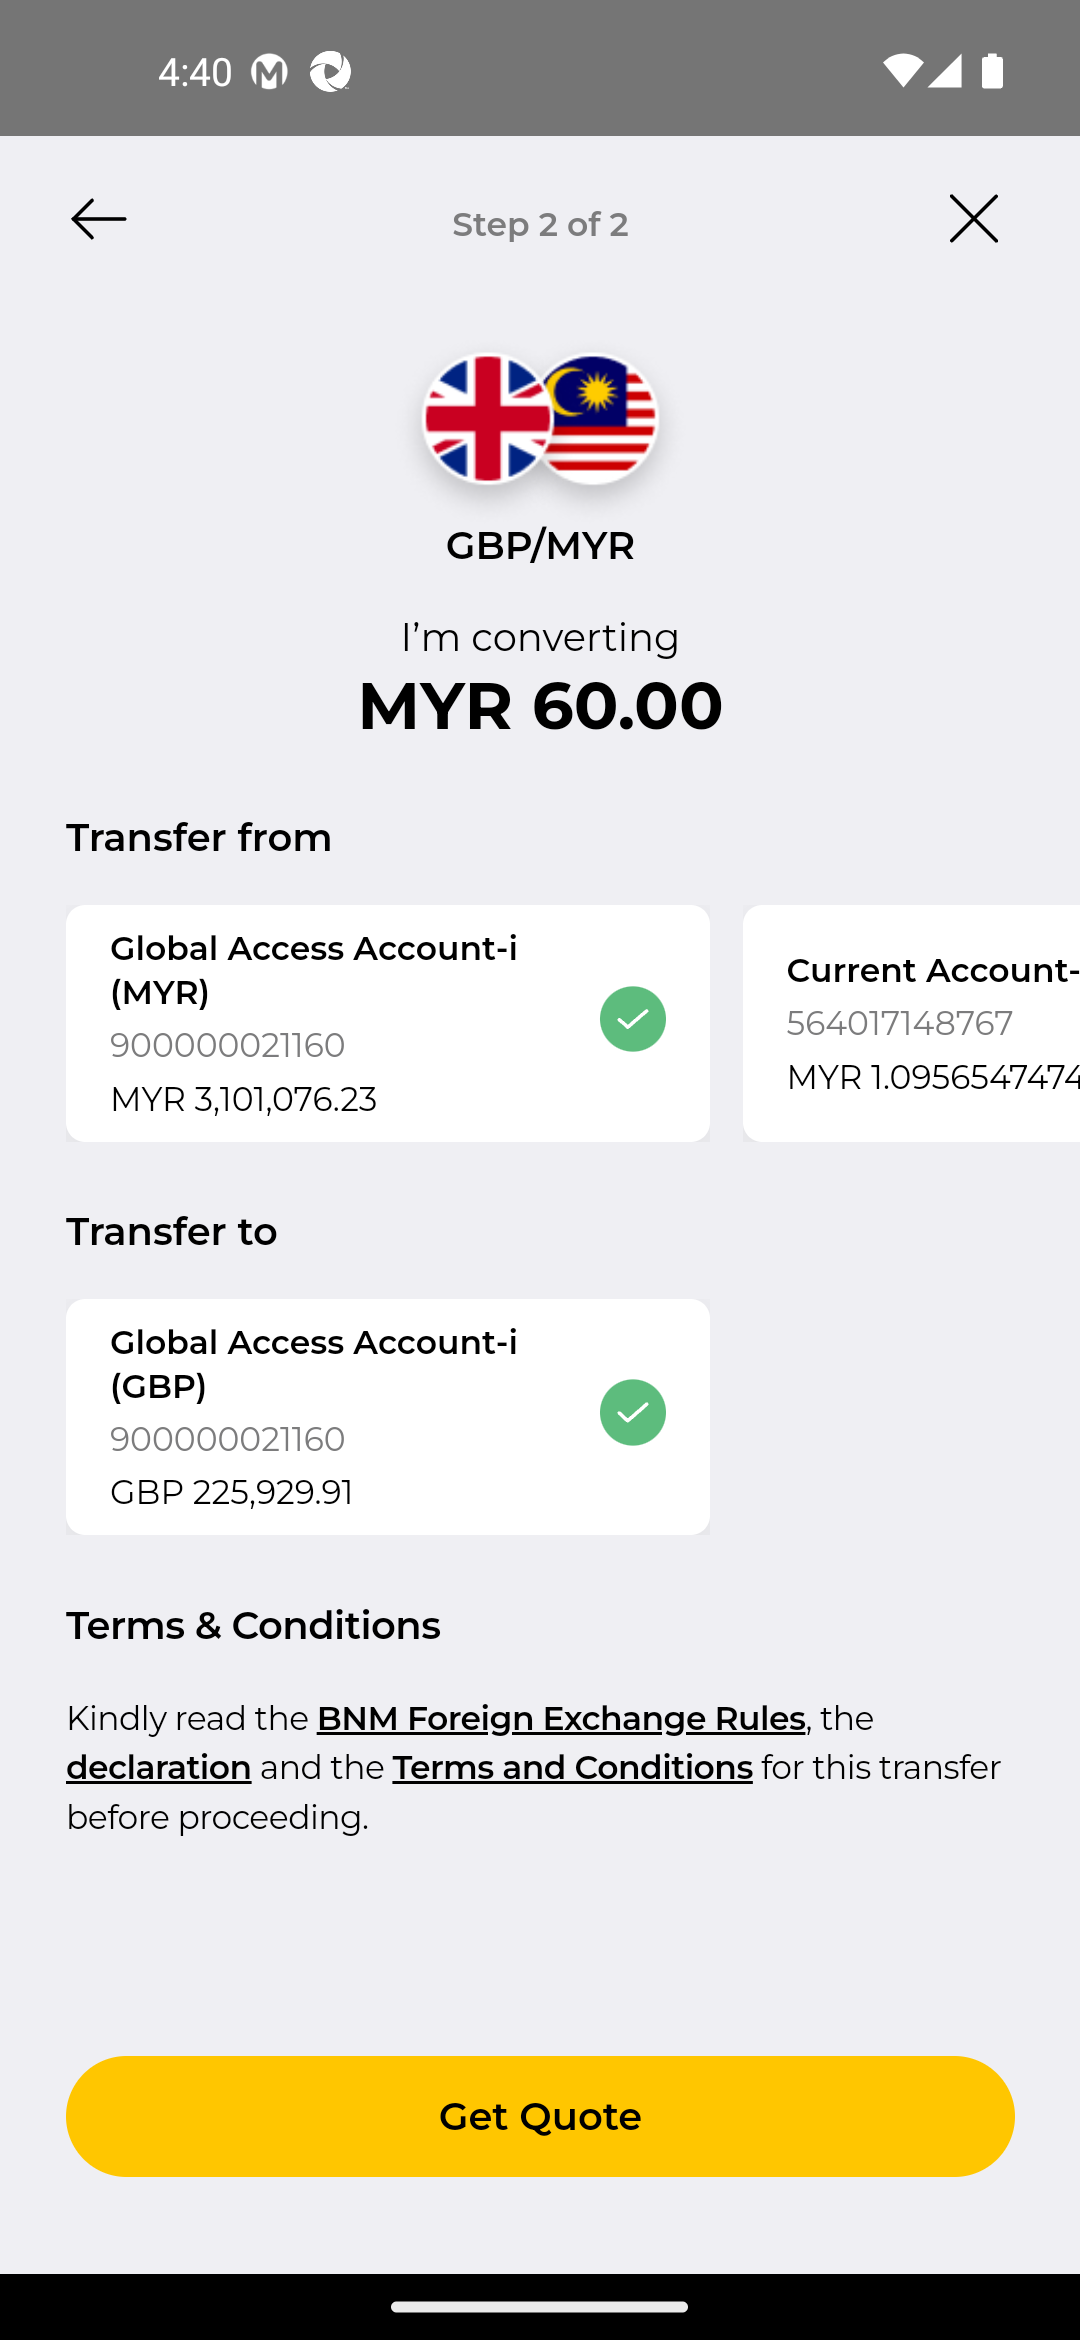 4:40
Step 2 of 2
GBP/MYR
I’m converting
MYR 60.00
Transfer from
Global Access Account-i
(MYR)
900000021160
MYR 3,101,076.23
Current Account-
564017148767
MYR 1.0956547474
Transfer to
Global Access Account-i
(GBP)
900000021160
GBP 225,929.91
Terms & Conditions
Kindly read the BNM Foreign Exchange Rules, the
declaration and the Terms and Conditions for this transfer
before proceeding.
Get Quote